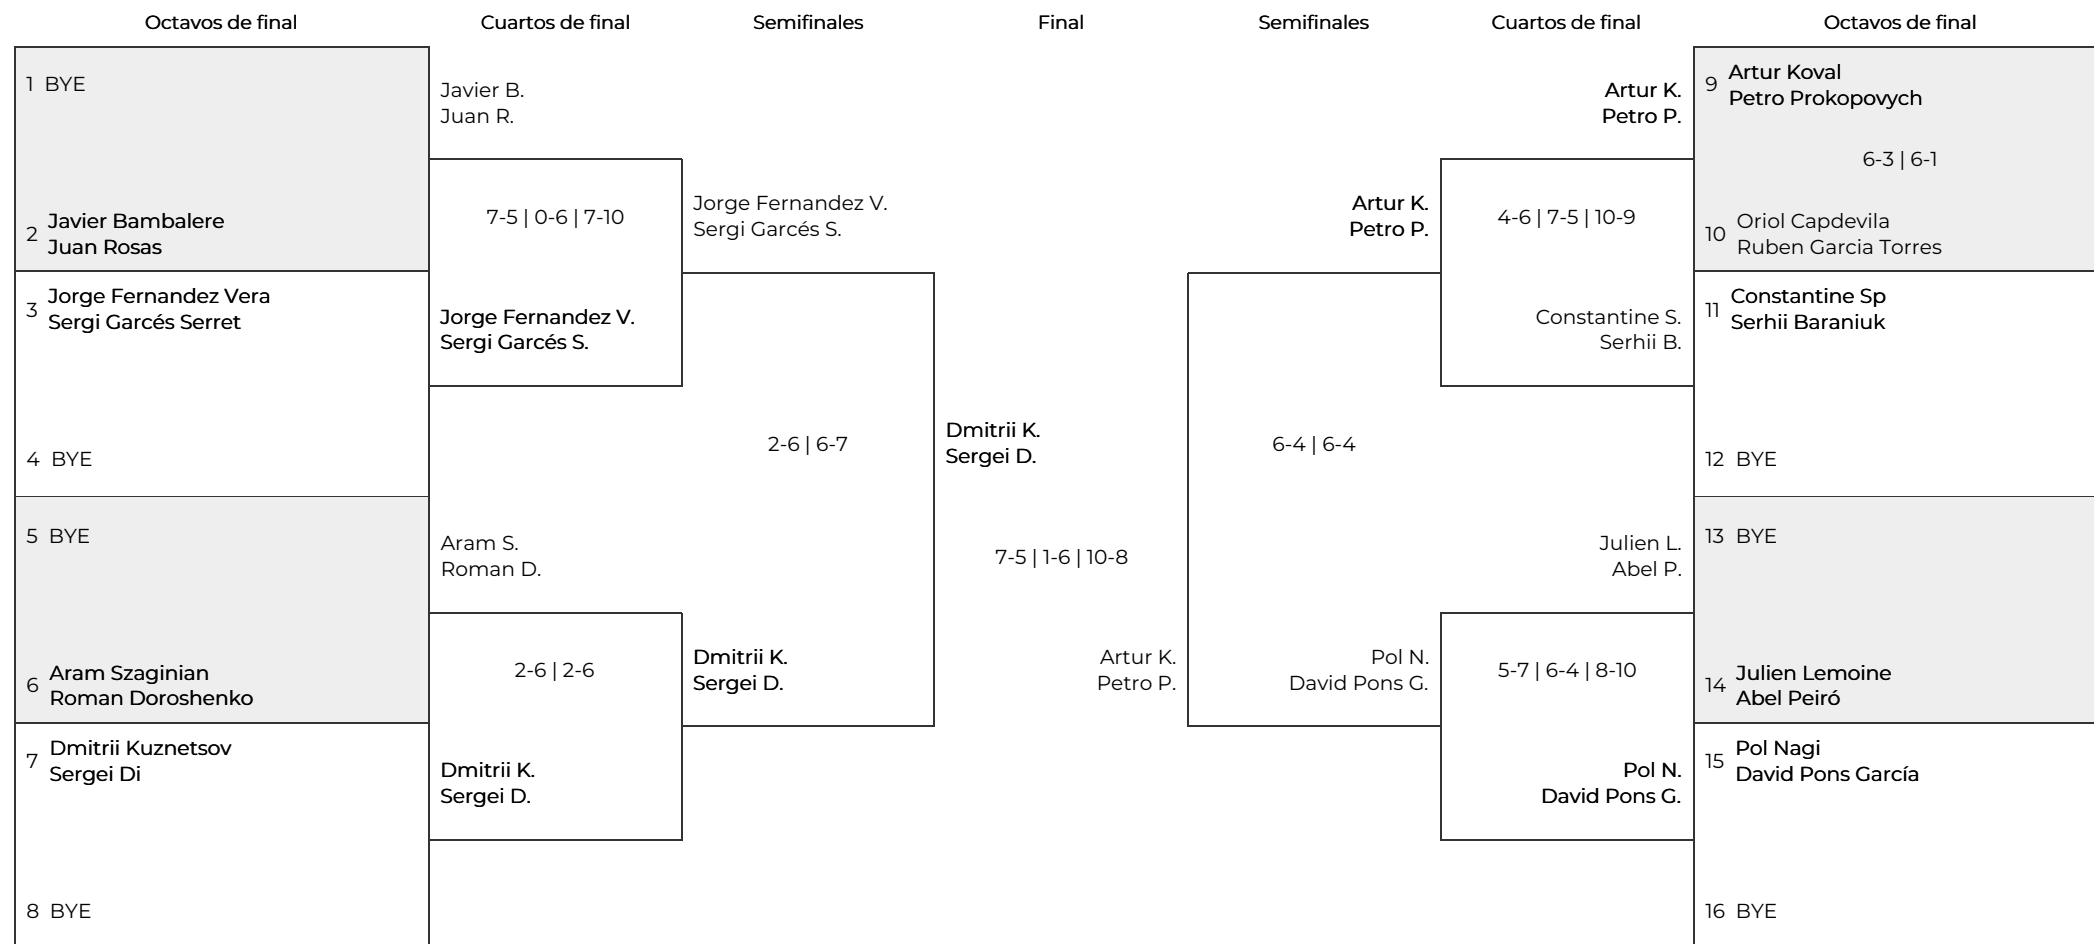 Octavos de final
Cuartos de final
Semifinales
Final
Semifinales
Cuartos de final
Octavos de final
1 BYE
2 Javier Bambalere
Juan Rosas
3 Jorge Fernandez Vera
Sergi Garcés Serret
4 BYE
5 BYE
6 Aram Szaginian
Roman Doroshenko
7 Dmitrii Kuznetsov
Sergei Di
8 BYE
Javier B.
Juan R.
7-5 | 0-6 | 7-10
Jorge Fernandez V.
Sergi Garcés S.
Aram S.
Roman D.
2-6 | 2-6
Dmitrii K.
Sergei D.
Jorge Fernandez V.
Sergi Garcés S.
2-6 | 6-7
Dmitrii K.
Sergei D.
Dmitrii K.
Sergei D.
7-5 | 1-6 | 10-8
Artur K.
Petro P.
Artur K.
Petro P.
6-4 | 6-4
Pol N.
David Pons G.
Artur K.
Petro P.
4-6 | 7-5 | 10-9
Constantine S.
Serhii B.
Julien L.
Abel P.
5-7 | 6-4 | 8-10
Pol N.
David Pons G.
9 Artur Koval
Petro Prokopovych
6-3 | 6-1
10 Oriol Capdevila
Ruben Garcia Torres
11 Constantine Sp
Serhii Baraniuk
12 BYE
13 BYE
14 Julien Lemoine
Abel Peiró
15 Pol Nagi
David Pons García
16 BYE